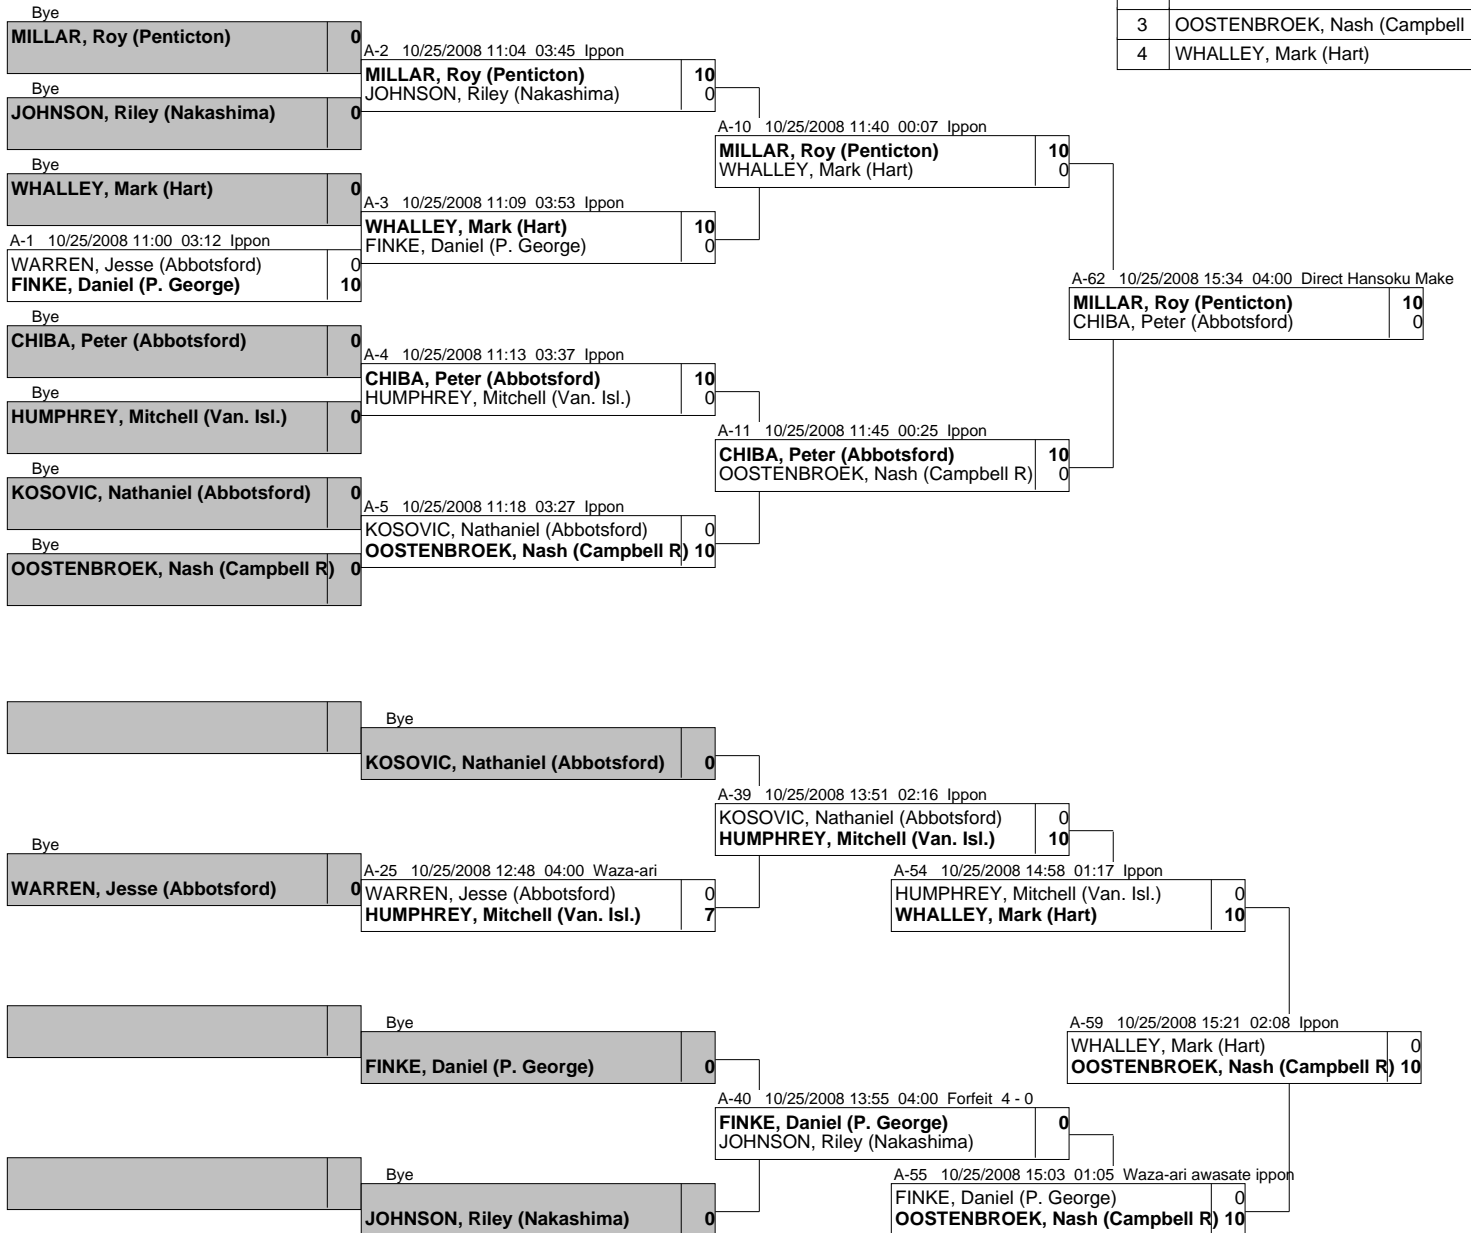 Bye
MILLAR, Roy (Penticton) 0
Bye
JOHNSON, Riley (Nakashima) 0
Bye
WHALLEY, Mark (Hart) 0
A-1 10/25/2008 11:00 03:12 Ippon
WARREN, Jesse (Abbotsford) 0
FINKE, Daniel (P. George) 10
Bye
CHIBA, Peter (Abbotsford) 0
Bye
HUMPHREY, Mitchell (Van. Isl.) 0
Bye
KOSOVIC, Nathaniel (Abbotsford) 0
Bye
OOSTENBROEK, Nash (Campbell R) 0
A-2 10/25/2008 11:04 03:45 Ippon
MILLAR, Roy (Penticton) 10
JOHNSON, Riley (Nakashima) 0
A-3 10/25/2008 11:09 03:53 Ippon
WHALLEY, Mark (Hart) 10
FINKE, Daniel (P. George) 0
A-4 10/25/2008 11:13 03:37 Ippon
CHIBA, Peter (Abbotsford) 10
HUMPHREY, Mitchell (Van. Isl.) 0
A-5 10/25/2008 11:18 03:27 Ippon
KOSOVIC, Nathaniel (Abbotsford) 0
OOSTENBROEK, Nash (Campbell R) 10
A-10 10/25/2008 11:40 00:07 Ippon
MILLAR, Roy (Penticton) 10
WHALLEY, Mark (Hart) 0
A-11 10/25/2008 11:45 00:25 Ippon
CHIBA, Peter (Abbotsford) 10
OOSTENBROEK, Nash (Campbell R) 0
A-62 10/25/2008 15:34 04:00 Direct Hansoku Make
MILLAR, Roy (Penticton) 10
CHIBA, Peter (Abbotsford) 0
3 OOSTENBROEK, Nash (Campbell
4 WHALLEY, Mark (Hart)
Bye
WARREN, Jesse (Abbotsford) 0
Bye
KOSOVIC, Nathaniel (Abbotsford) 0
A-25 10/25/2008 12:48 04:00 Waza-ari
WARREN, Jesse (Abbotsford) 0
HUMPHREY, Mitchell (Van. Isl.) 7
Bye
FINKE, Daniel (P. George) 0
Bye
JOHNSON, Riley (Nakashima) 0
A-39 10/25/2008 13:51 02:16 Ippon
KOSOVIC, Nathaniel (Abbotsford) 0
HUMPHREY, Mitchell (Van. Isl.) 10
A-40 10/25/2008 13:55 04:00 Forfeit 4 - 0
FINKE, Daniel (P. George) 0
JOHNSON, Riley (Nakashima)
A-54 10/25/2008 14:58 01:17 Ippon
HUMPHREY, Mitchell (Van. Isl.) 0
WHALLEY, Mark (Hart) 10
A-55 10/25/2008 15:03 01:05 Waza-ari awasate ippon
FINKE, Daniel (P. George) 0
OOSTENBROEK, Nash (Campbell R) 10
A-59 10/25/2008 15:21 02:08 Ippon
WHALLEY, Mark (Hart) 0
OOSTENBROEK, Nash (Campbell R) 10